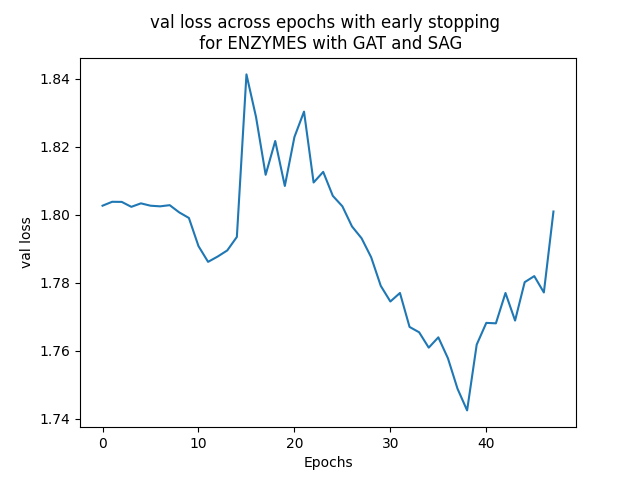 val loss across epochs with early stopping
for ENZYMES with GAT and SAG
1.84
1.82
1.80
1.78
1.76
1.74
val loss
0 10 20 30 40
Epochs